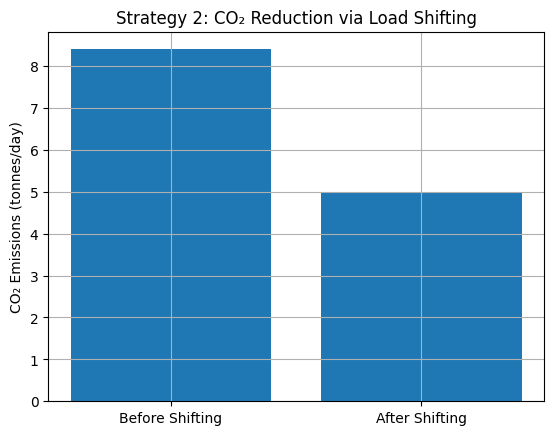 Strategy 2: CO₂ Reduction via Load Shifting
CO₂ Emissions (tonnes/day)
8
7
6
5
4
3
2
1
0
Before Shifting
After Shifting